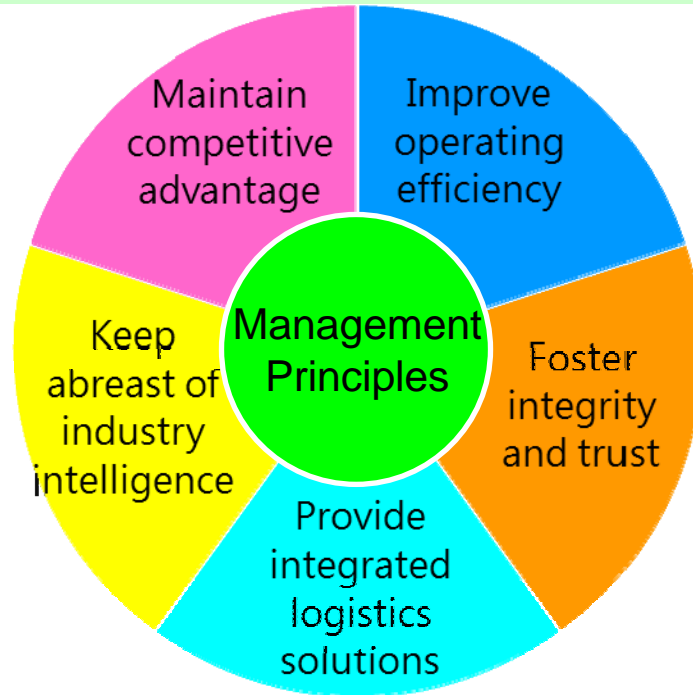 Maintain
competitive
advantage
Improve
operating
efficiency
Keep
abreast of
industry
intelligence
Management
Principles
Foster
integrity
and trust
Provide
integrated
logistics
solutions